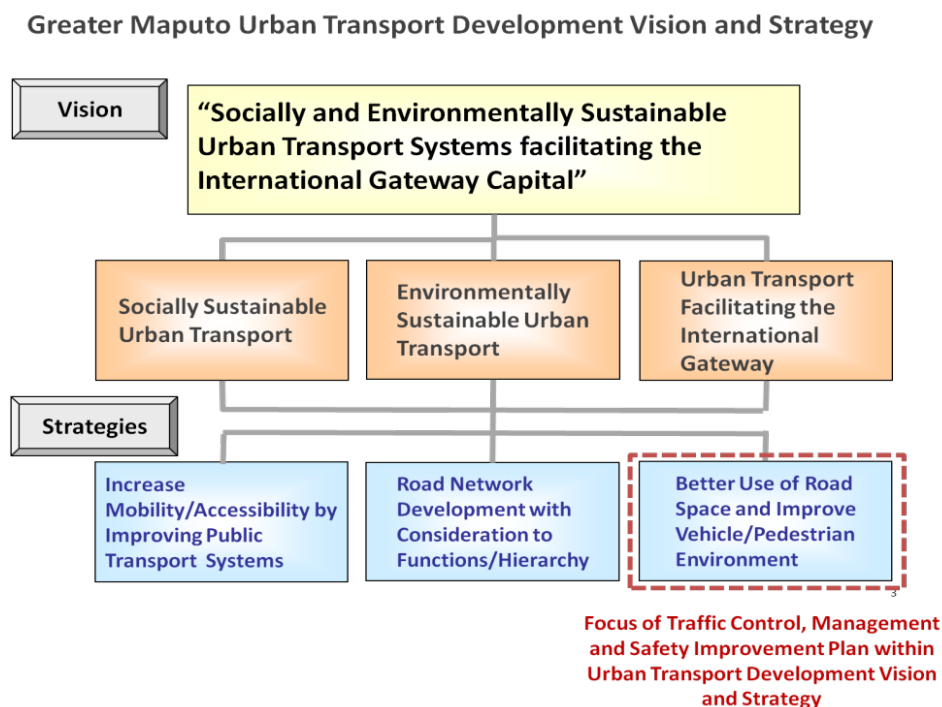 Greater Maputo Urban Transport Development Vision and Strategy
Vision
“Socially and Environmentally Sustainable
Urban Transport Systems facilitating the
International Gateway Capital”
Socially Sustainable
Urban Transport
Environmentally
Sustainable Urban
Transport
Urban Transport
Facilitating the
International
Gateway
Strategies
Increase
Mobility/Accessibility by
Improving Public
Transport Systems
Road Network
Development with
Consideration to
Functions/Hierarchy
Better Use of Road
Space and Improve
Vehicle/Pedestrian
Environment
3
Focus of Traffic Control, Management
and Safety Improvement Plan within
Urban Transport Development Vision
and Strategy